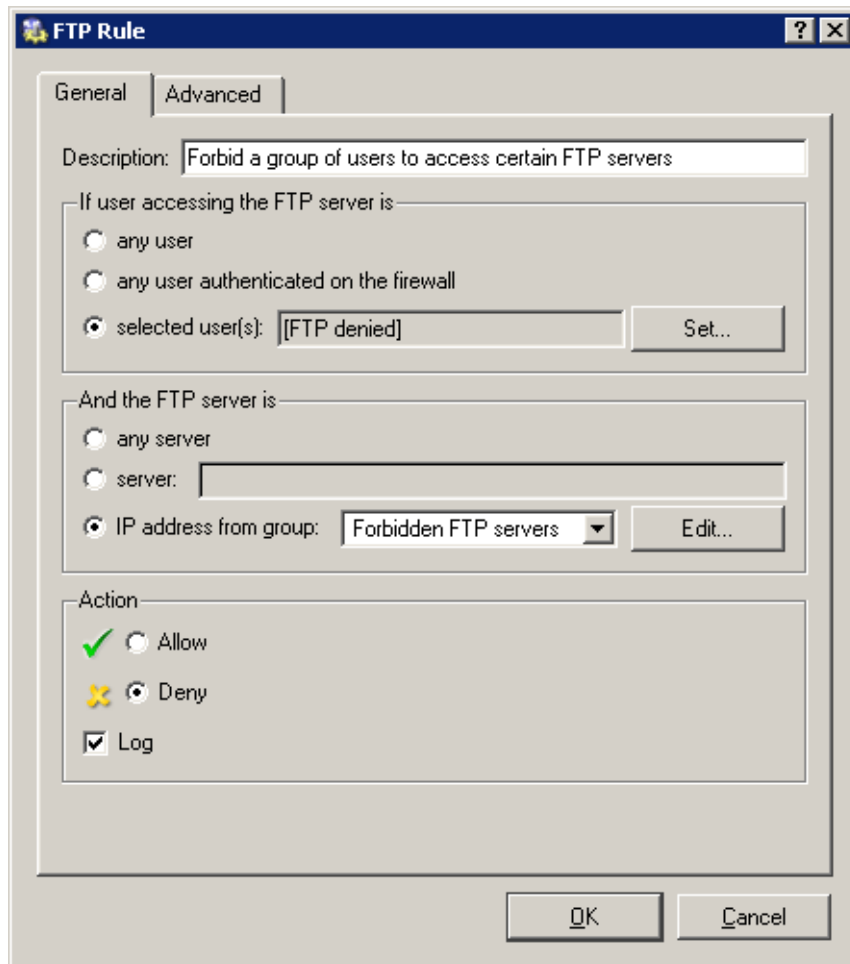 FTP Rule
General Advanced
Description: Forbid a group of users to access certain FTP servers
If user accessing the FTP server is
any user
any user authenticated on the firewall
selected user(s): [FTP denied] Set...
And the FTP server is
any server
server:
IP address from group: Forbidden FTP servers Edit...
Action
Allow
Deny
Log
OK Cancel